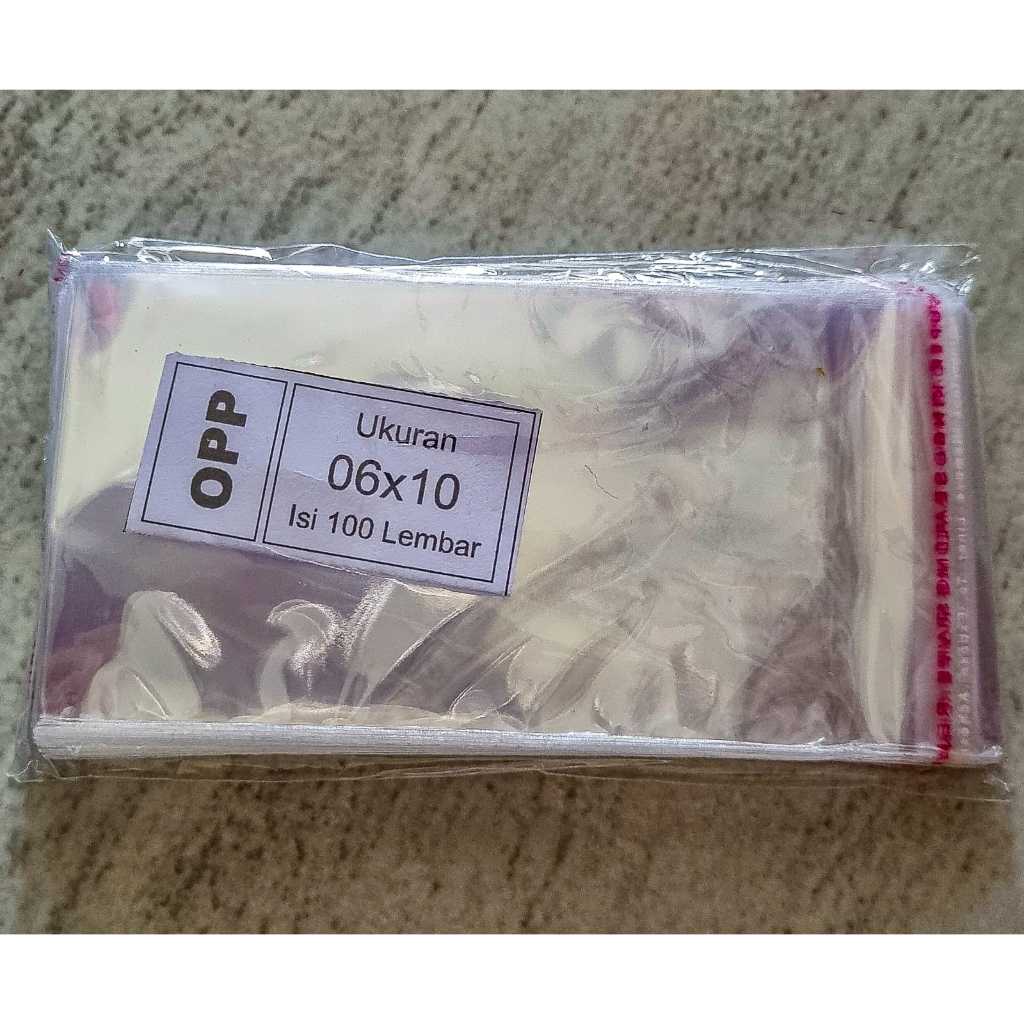 OPP
Ukuran
06x10
Isi 100 Lembar